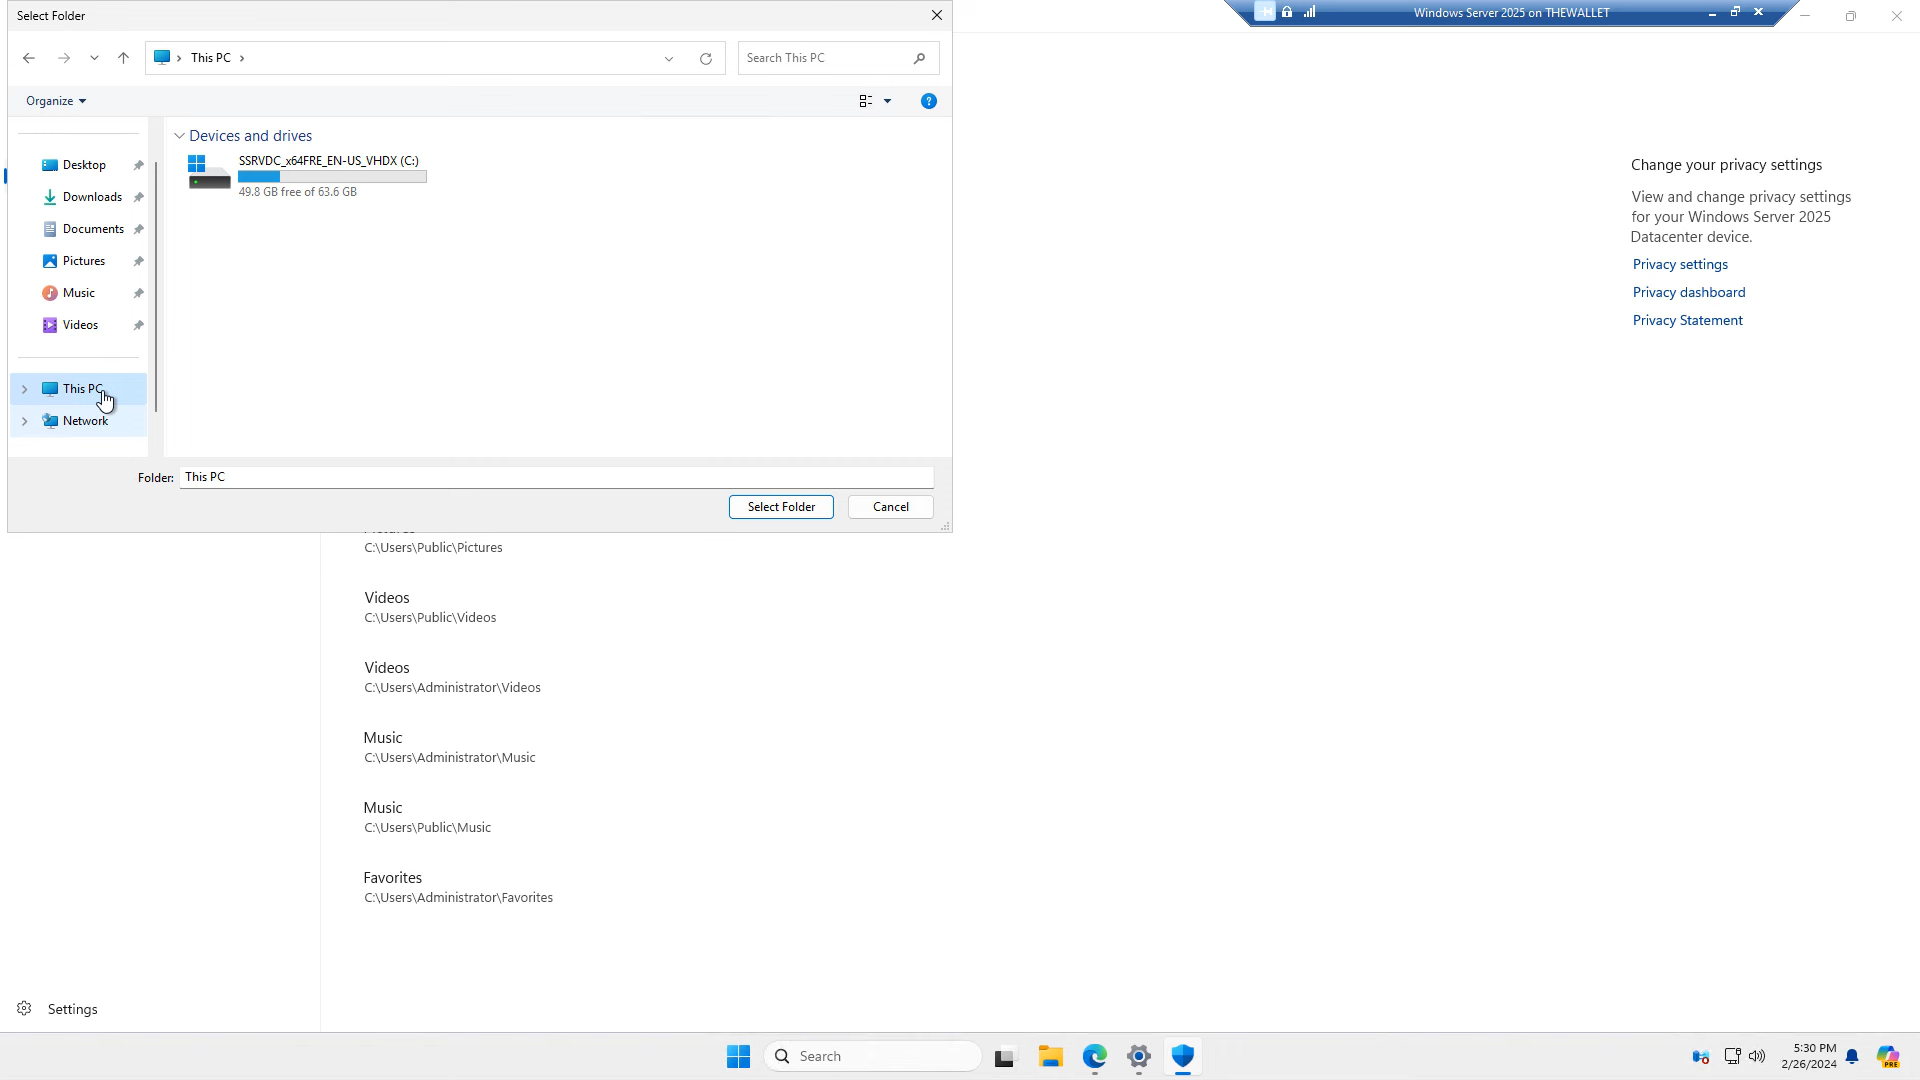 Select Folder
This PC
Search This PC
Organize
Devices and drives
SSRVDC_x64FRE_EN-US_VHDX (C:)
49.8 GB free of 63.6 GB
Desktop
Downloads
Documents
Pictures
Music
Videos
This PC
Network
Folder: This PC
Select Folder
Cancel
Windows Server 2025 on THEWALLET
Change your privacy settings
View and change privacy settings
for your Windows Server 2025
Datacenter device.
Privacy settings
Privacy dashboard
Privacy Statement
C:\Users\Public\Pictures
Videos
C:\Users\Public\Videos
Videos
C:\Users\Administrator\Videos
Music
C:\Users\Administrator\Music
Music
C:\Users\Public\Music
Favorites
C:\Users\Administrator\Favorites
Settings
Search
5:30 PM
2/26/2024
PRE